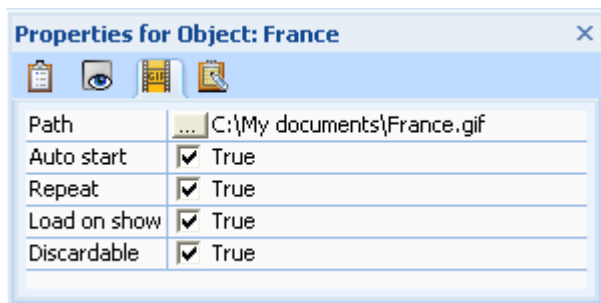 Properties for Object: France
GIF
Path ... C:\My documents\France.gif
Auto start True
Repeat True
Load on show True
Discardable True